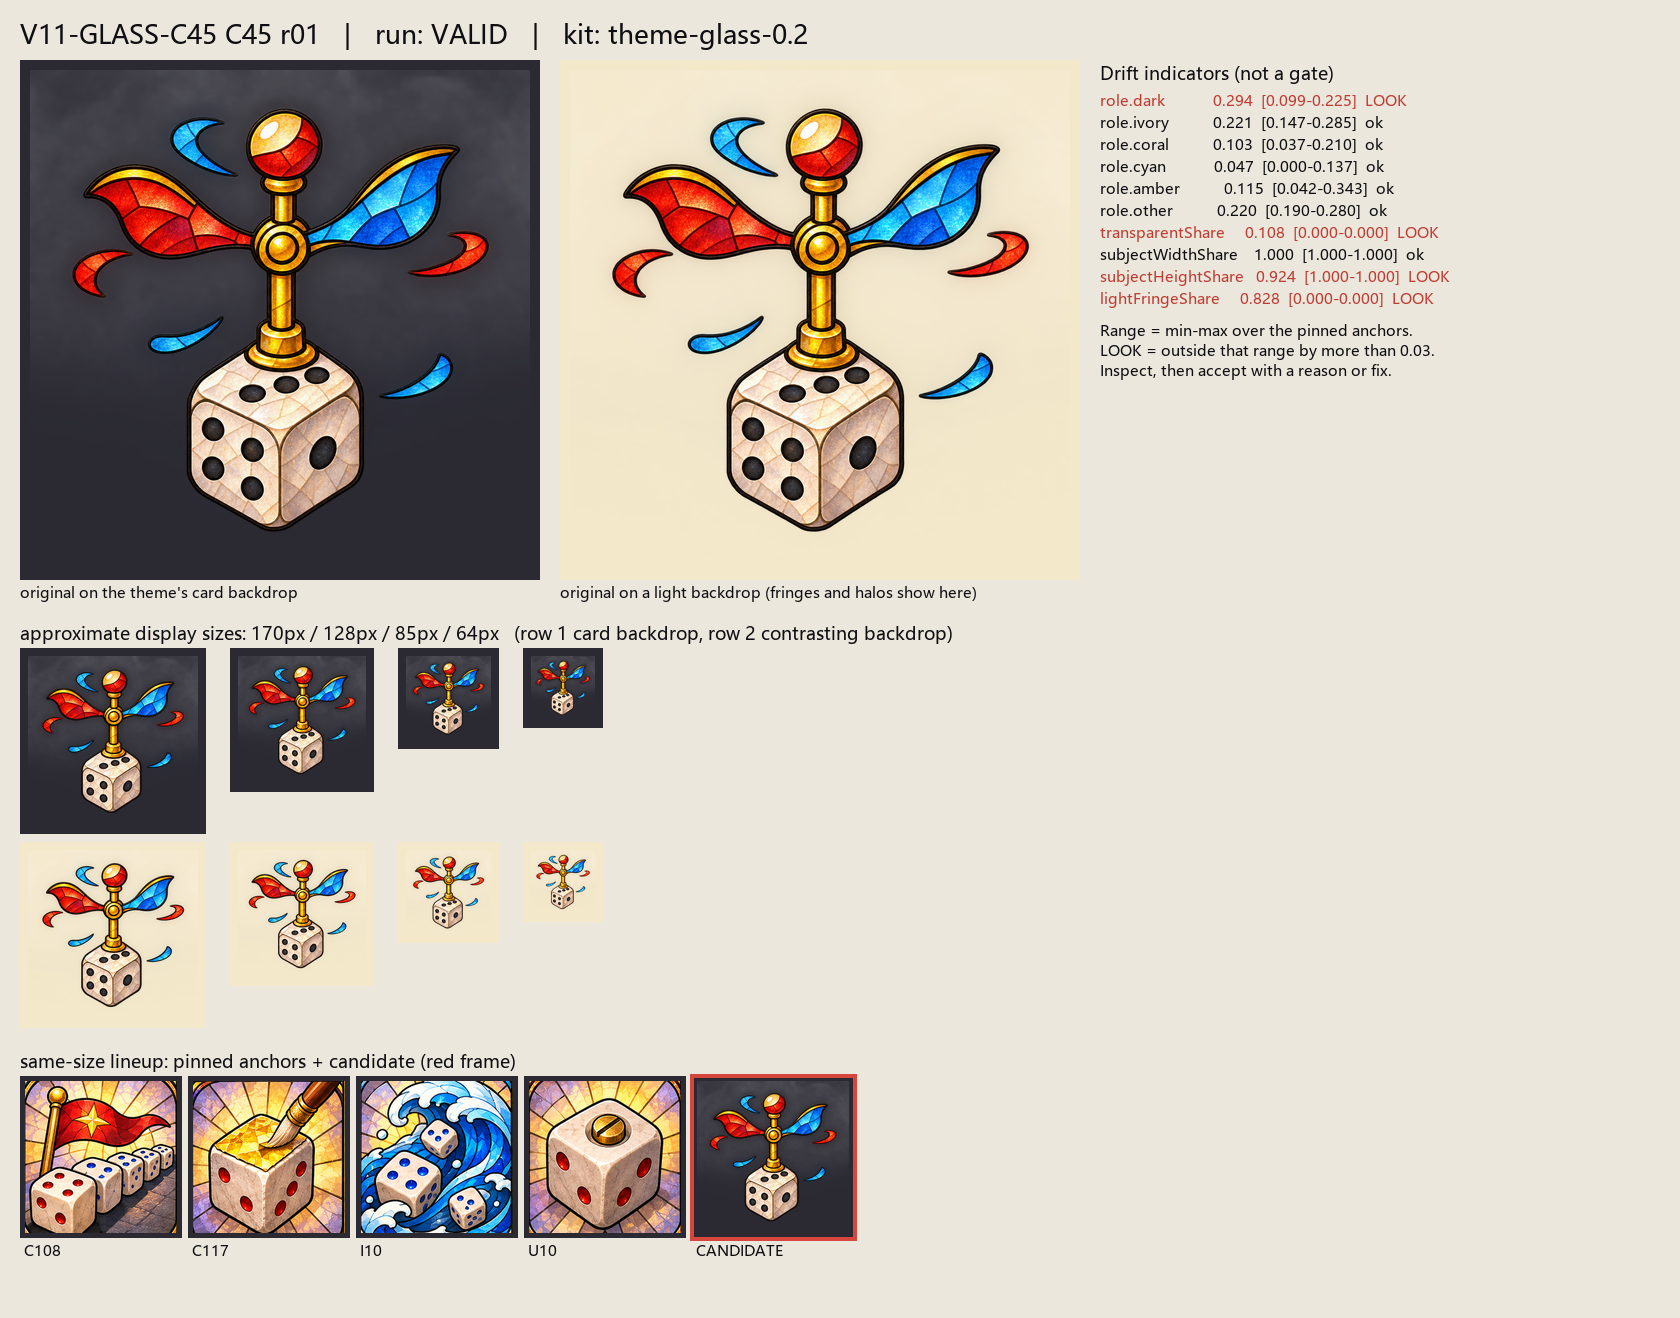 V11-GLASS-C45 C45 r01 | run: VALID | kit: theme-glass-0.2
Drift indicators (not a gate)
role.dark 0.294 [0.099-0.225] LOOK
role.ivory 0.221 [0.147-0.285] ok
role.coral 0.103 [0.037-0.210] ok
role.cyan 0.047 [0.000-0.137] ok
role.amber 0.115 [0.042-0.343] ok
role.other 0.220 [0.190-0.280] ok
transparentShare 0.108 [0.000-0.000] LOOK
subjectWidthShare 1.000 [1.000-1.000] ok
subjectHeightShare 0.924 [1.000-1.000] LOOK
lightFringeShare 0.828 [0.000-0.000] LOOK
Range = min-max over the pinned anchors.
LOOK = outside that range by more than 0.03.
Inspect, then accept with a reason or fix.
original on the theme's card backdrop
original on a light backdrop (fringes and halos show here)
approximate display sizes: 170px / 128px / 85px / 64px (row 1 card backdrop, row 2 contrasting backdrop)
same-size lineup: pinned anchors + candidate (red frame)
C108
C117
I10
U10
CANDIDATE